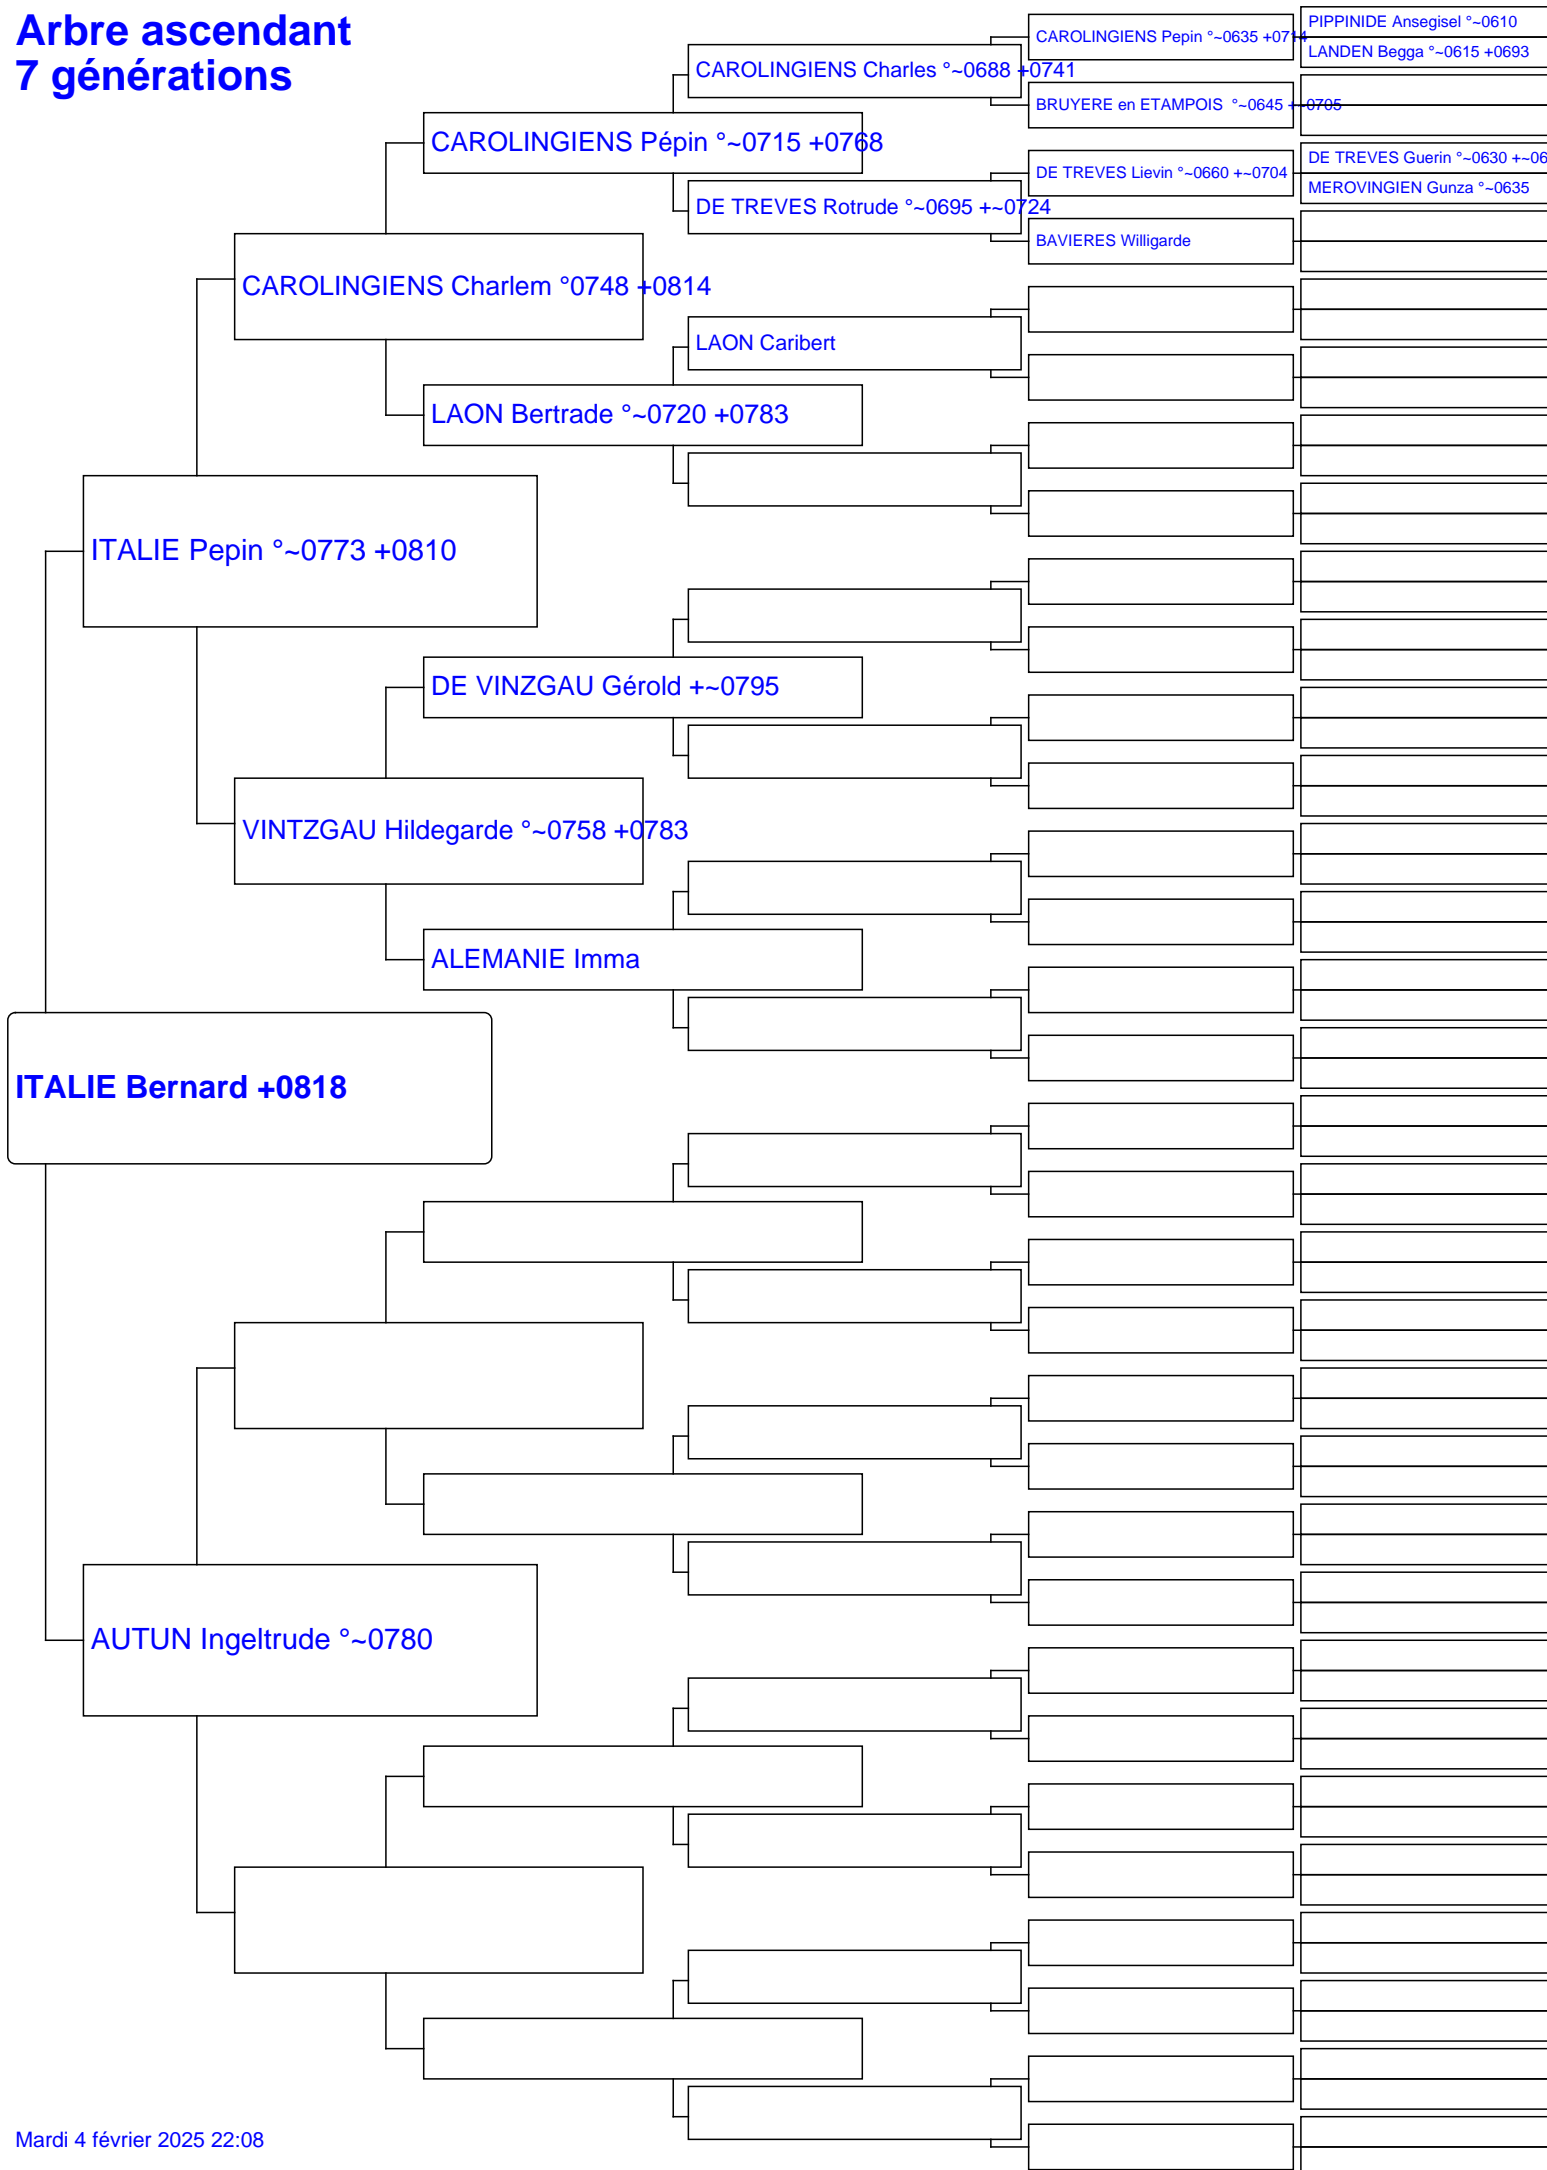 Arbre ascendant
7 générations
CAROLINGIENS Pepin °~0635 +0714
PIPPINIDE Ansegisel °~0610
LANDEN Begga °~0615 +0693
CAROLINGIENS Charles °~0688 +0741
BRUYERE en ETAMPOIS °~0645 +~0705
CAROLINGIENS Pépin °~0715 +0768
DE TREVES Lievin °~0660 +~0704
DE TREVES Guerin °~0630 +~06
MEROVINGIEN Gunza °~0635
DE TREVES Rotrude °~0695 +~0724
BAVIERES Willigarde
CAROLINGIENS Charlem °0748 +0814
LAON Caribert
LAON Bertrade °~0720 +0783
ITALIE Pepin °~0773 +0810
DE VINZGAU Gérold +~0795
VINTZGAU Hildegarde °~0758 +0783
ALEMANIE Imma
ITALIE Bernard +0818
AUTUN Ingeltrude °~0780
Mardi 4 février 2025 22:08